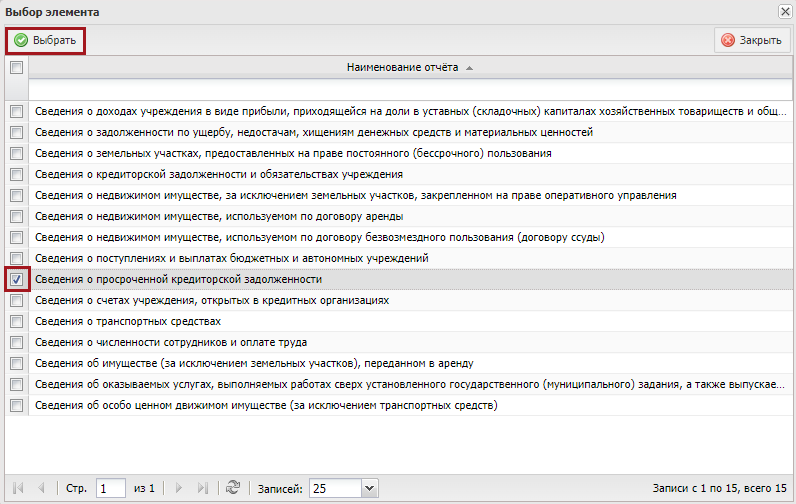 Выбор элемента
Выбрать
Закрыть
Наименование отчёта
Сведения о доходах учреждения в виде прибыли, приходящейся на доли в уставных (складочных) капиталах хозяйственных товариществ и общ...
Сведения о задолженности по ущербу, недостачам, хищениям денежных средств и материальных ценностей
Сведения о земельных участках, предоставленных на праве постоянного (бессрочного) пользования
Сведения о кредиторской задолженности и обязательствах учреждения
Сведения о недвижимом имуществе, за исключением земельных участков, закрепленном на праве оперативного управления
Сведения о недвижимом имуществе, используемом по договору аренды
Сведения о недвижимом имуществе, используемом по договору безвозмездного пользования (договору ссуды)
Сведения о поступлениях и выплатах бюджетных и автономных учреждений
Сведения о просроченной кредиторской задолженности
Сведения о счетах учреждения, открытых в кредитных организациях
Сведения о транспортных средствах
Сведения о численности сотрудников и оплате труда
Сведения об имуществе (за исключением земельных участков), переданном в аренду
Сведения об оказываемых услугах, выполняемых работах сверх установленного государственного (муниципального) задания, а также выпускае...
Сведения об особо ценном движимом имуществе (за исключением транспортных средств)
Стр. 1 из 1 Записей: 25 Записи с 1 по 15, всего 15